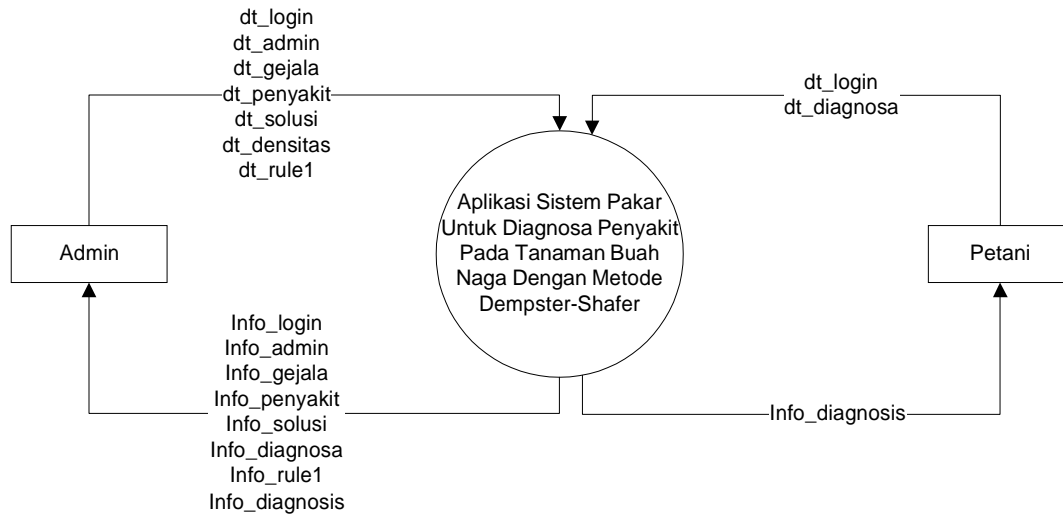 dt_login
dt_admin
dt_gejala
dt_penyakit
dt_solusi
dt_densitas
dt_rule1
dt_login
dt_diagnosa
Admin
Aplikasi Sistem Pakar
Untuk Diagnosa Penyakit
Pada Tanaman Buah
Naga Dengan Metode
Dempster-Shafer
Petani
Info_login
Info_admin
Info_gejala
Info_penyakit
Info_solusi
Info_diagnosa
Info_rule1
Info_diagnosis
Info_diagnosis